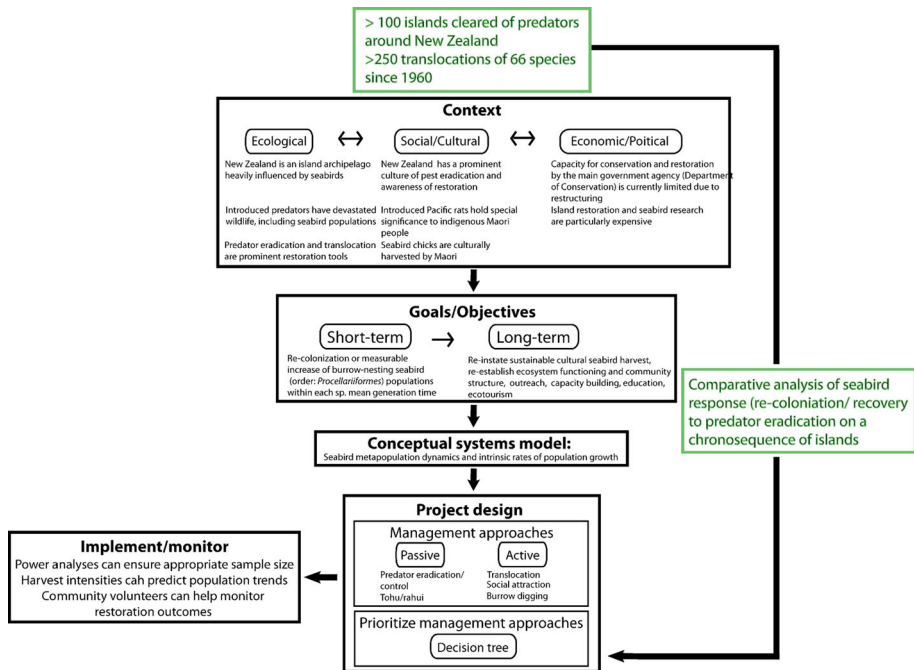 > 100 islands cleared of predators
around New Zealand
>250 translocations of 66 species
since 1960
Context
Ecological
Social/Cultural
Economic/Poitical
New Zealand is an island archipelago
heavily influenced by seabirds
Introduced predators have devastated
wildlife, including seabird populations
Predator eradication and translocation
are prominent restoration tools
New Zealand has a prominent
culture of pest eradication and
awareness of restoration
Introduced Pacific rats hold special
significance to indigenous Maori
people
Seabird chicks are culturally
harvested by Maori
Capacity for conservation and restoration
by the main government agency (Department
of Conservation) is currently limited due to
restructuring
Island restoration and seabird research
are particularly expensive
Goals/Objectives
Short-term
Long-term
Re-colonization or measurable
increase of burrow-nesting seabird
(order: Procellariiformes) populations
within each sp. mean generation time
Re-instate sustainable cultural seabird harvest,
re-establish ecosystem functioning and community
structure, outreach, capacity building, education,
ecotourism
Comparative analysis of seabird
response (re-coloniation/ recovery
to predator eradication on a
chronosequence of islands
Conceptual systems model:
Seabird metapopulation dynamics and intrinsic rates of population growth
Project design
Management approaches
Passive
Active
Predator eradication/
control
Tohu/rahui
Translocation
Social attraction
Burrow digging
Prioritize management approaches
Decision tree
Implement/monitor
Power analyses can ensure appropriate sample size
Harvest intensities can predict population trends
Community volunteers can help monitor
restoration outcomes